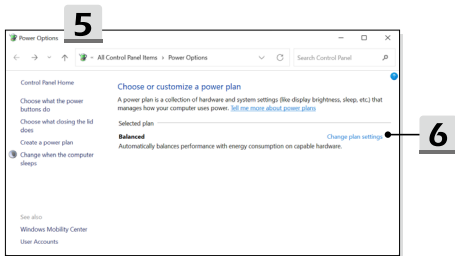 5
Power Options
All Control Panel Items › Power Options
Search Control Panel
Control Panel Home
Choose what the power
buttons do
Choose what closing the lid
does
Create a power plan
Change when the computer
sleeps
See also
Windows Mobility Center
User Accounts
Choose or customize a power plan
A power plan is a collection of hardware and system settings (like display brightness, sleep, etc.) that
manages how your computer uses power. Tell me more about power plans
Selected plan
Balanced
Change plan settings
Automatically balances performance with energy consumption on capable hardware.
6